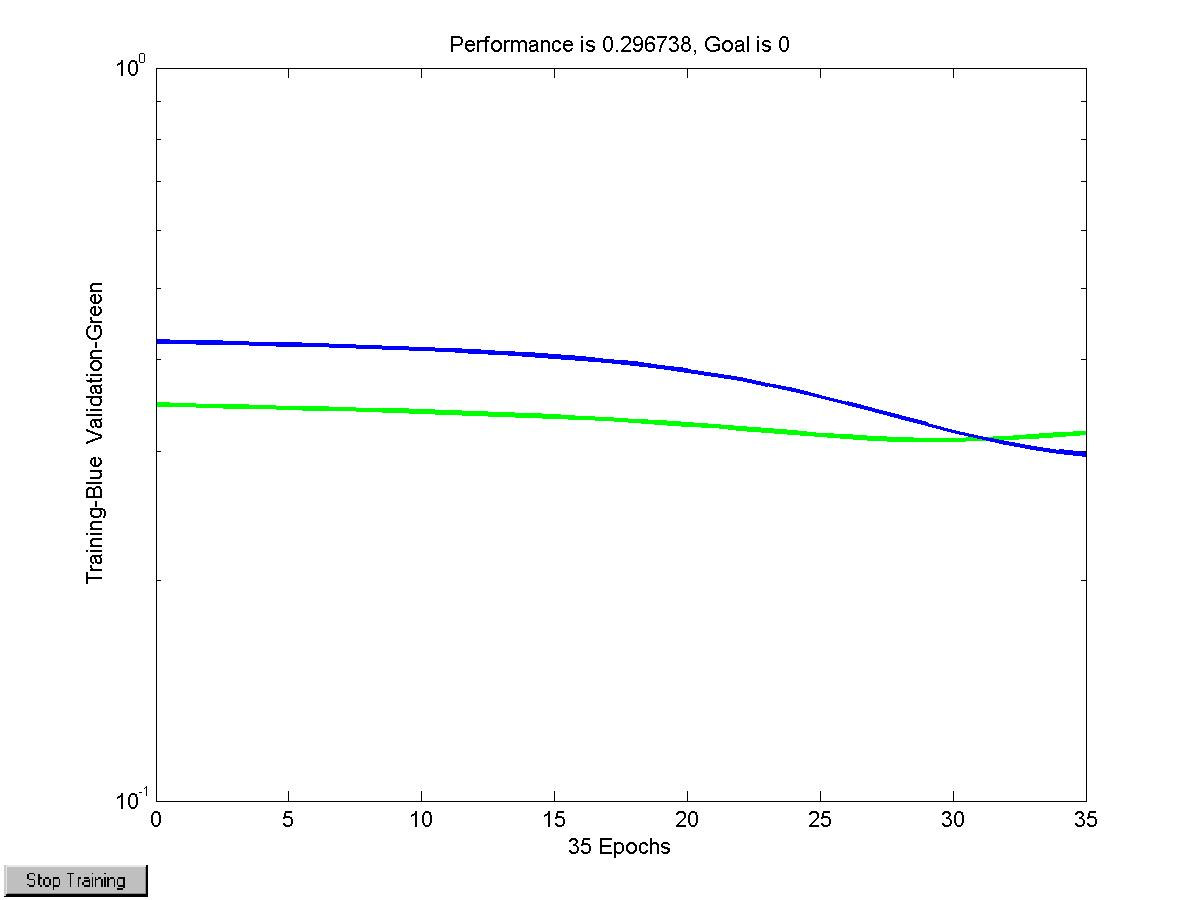 Performance is 0.296738, Goal is 0
10^0
Training-Blue  Validation-Green
10^-1
0 5 10 15 20 25 30 35
35 Epochs
Stop Training